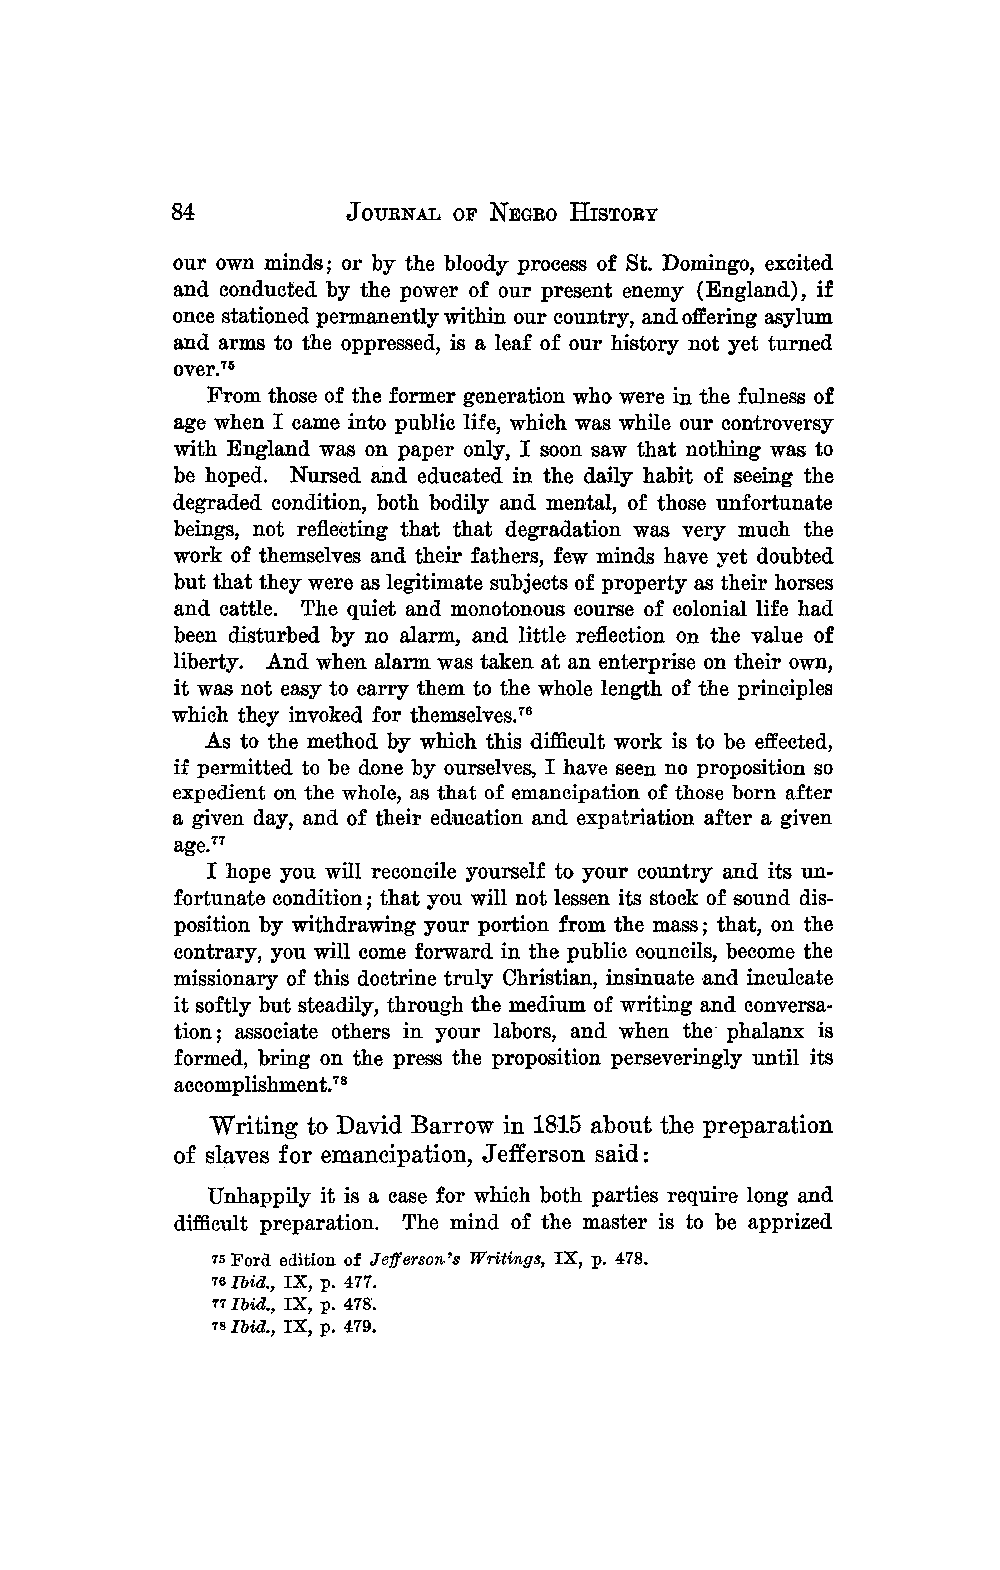 84 JOURNAL OF NEGRO HISTORY
our own minds; or by the bloody process of St. Domingo, excited
and conducted by the power of our present enemy (England), if
once stationed permanently within our country, and offering asylum
and arms to the oppressed, is a leaf of our history not yet turned
over.75
From those of the former generation who were in the fulness of
age when I came into public life, which was while our controversy
with England was on paper only, I soon saw that nothing was to
be hoped. Nursed and educated in the daily habit of seeing the
degraded condition, both bodily and mental, of those unfortunate
beings, not reflecting that that degradation was very much the
work of themselves and their fathers, few minds have yet doubted
but that they were as legitimate subjects of property as their horses
and cattle. The quiet and monotonous course of colonial life had
been disturbed by no alarm, and little reflection on the value of
liberty. And when alarm was taken at an enterprise on their own,
it was not easy to carry them to the whole length of the principles
which they invoked for themselves.76
As to the method by which this difficult work is to be effected,
if permitted to be done by ourselves, I have seen no proposition so
expedient on the whole, as that of emancipation of those born after
a given day, and of their education and expatriation after a given
age.77
I hope you will reconcile yourself to your country and its un-
fortunate condition; that you will not lessen its stock of sound dis-
position by withdrawing your portion from the mass; that, on the
contrary, you will come forward in the public councils, become the
missionary of this doctrine truly Christian, insinuate and inculcate
it softly but steadily, through the medium of writing and conversa-
tion; associate others in your labors, and when the phalanx is
formed, bring on the press the proposition perseveringly until its
accomplishment.78
Writing to David Barrow in 1815 about the preparation
of slaves for emancipation, Jefferson said:
Unhappily it is a case for which both parties require long and
difficult preparation. The mind of the master is to be apprized
75 Ford edition of Jefferson's Writings, IX, p. 478.
76 Ibid., IX, p. 477.
77 Ibid., IX, p. 478.
78 Ibid., IX, p. 479.